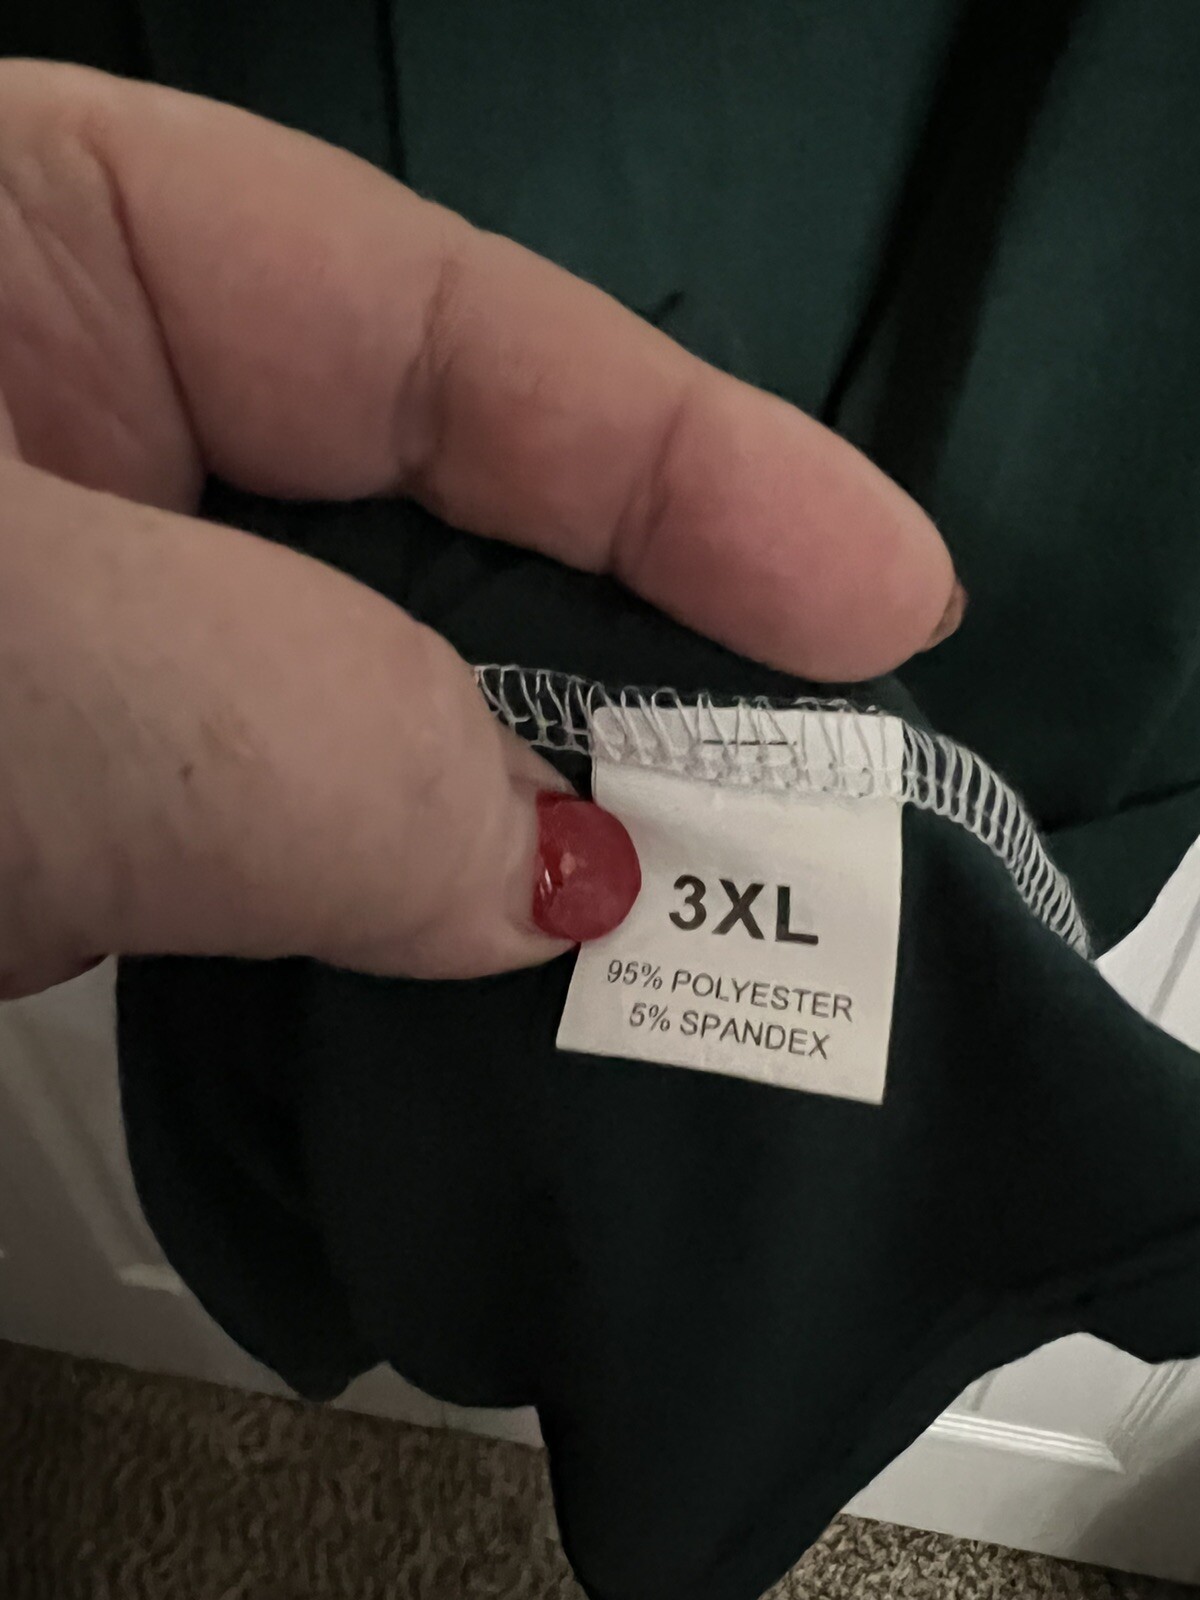 3XL
95% POLYESTER
5% SPANDEX